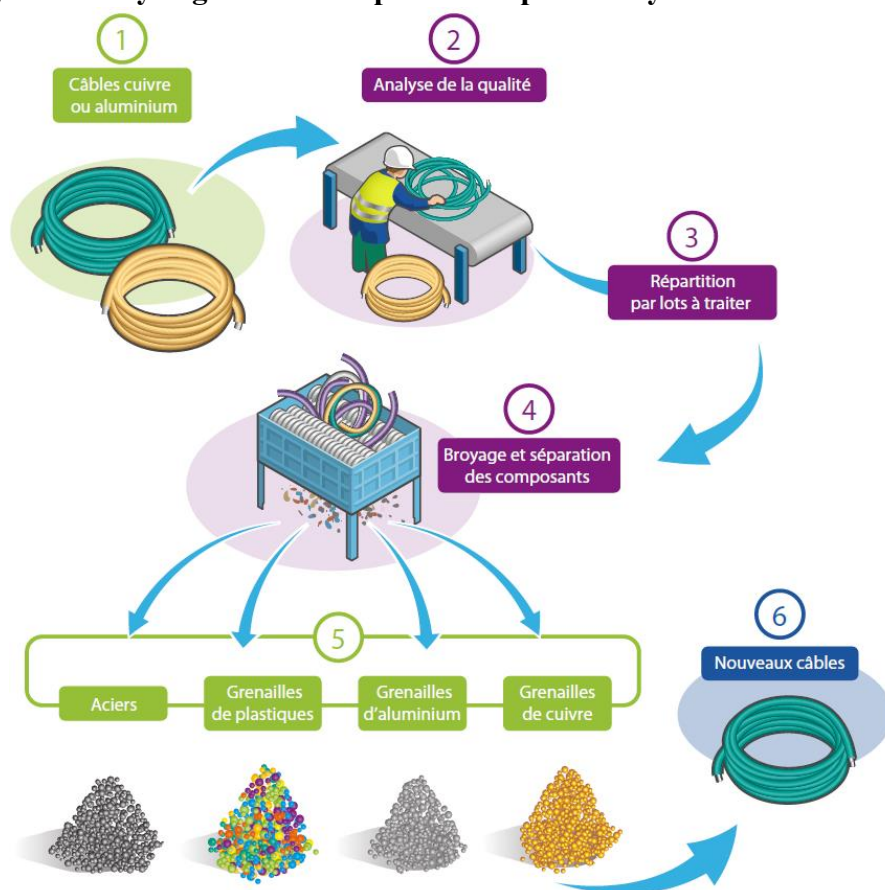 1
Câbles cuivre
ou aluminium
2
Analyse de la qualité
3
Répartition
par lots à traiter
4
Broyage et séparation
des composants
5
Aciers
Grenailles
de plastiques
Grenailles
d'aluminium
Grenailles
de cuivre
6
Nouveaux câbles